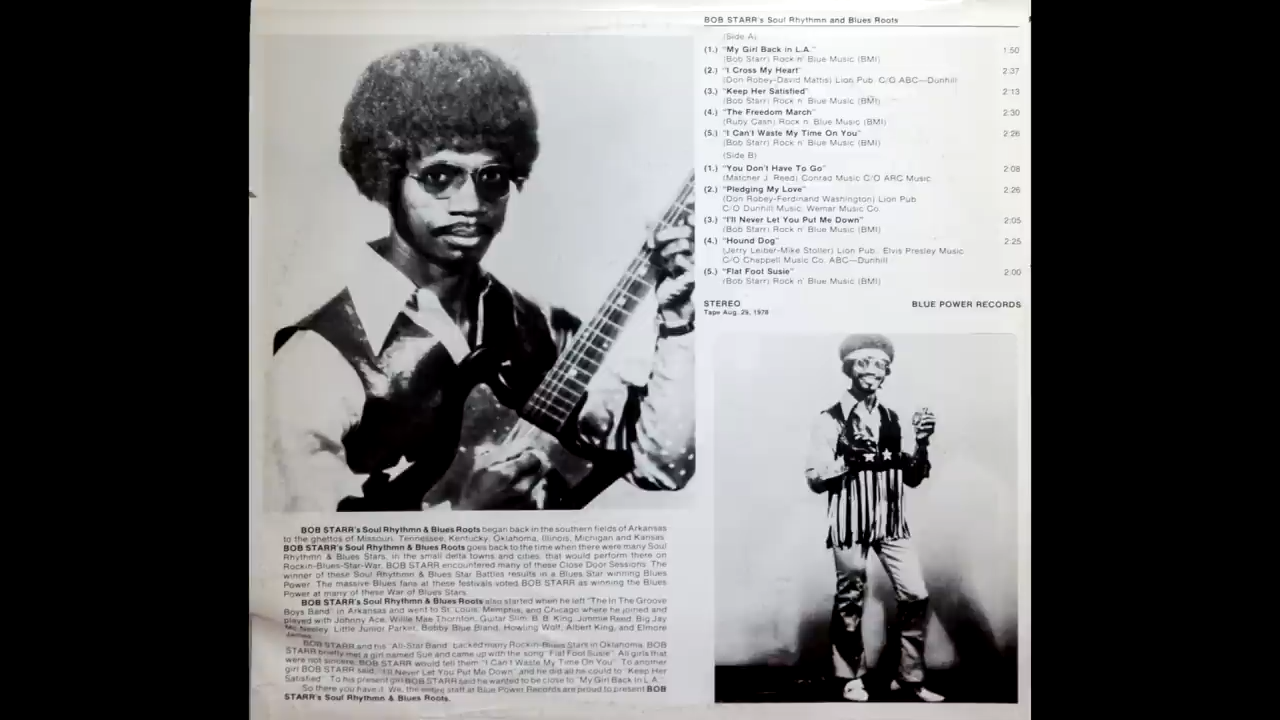 BOB STARR's Soul Rhythmn and Blues Roots
(Side A)
(1.) "My Girl Back in L.A." 1:50
(Bob Starr) Rock n' Blue Music (BMI)
(2.) "I Cross My Heart" 2:37
(Don Robey-David Mattis) Lion Pub. C/O ABC—Dunhill
(3.) "Keep Her Satisfied" 2:13
(Bob Starr) Rock n' Blue Music (BMI)
(4.) "The Freedom March" 2:30
(Ruby Cash) Rock n' Blue Music (BMI)
(5.) "I Can't Waste My Time On You" 2:26
(Bob Starr) Rock n' Blue Music (BMI)
(Side B)
(1.) "You Don't Have To Go" 2:08
(Matcher J. Reed) Conrad Music C/O ARC Music
(2.) "Pledging My Love" 2:26
(Don Robey-Ferdinand Washington) Lion Pub.
C/O Dunhill Music; Wemar Music Co.
(3.) "I'll Never Let You Put Me Down" 2:05
(Bob Starr) Rock n' Blue Music (BMI)
(4.) "Hound Dog" 2:25
(Jerry Leiber-Mike Stoller) Lion Pub., Elvis Presley Music
C/O Chappell Music Co. ABC—Dunhill
(5.) "Flat Foot Susie" 2:00
(Bob Starr) Rock n' Blue Music (BMI)
STEREO BLUE POWER RECORDS
Tape Aug. 29, 1978
BOB STARR's Soul Rhythmn & Blues Roots began back in the southern fields of Arkansas
to the ghettos of Missouri, Tennessee, Kentucky, Oklahoma, Illinois, Michigan and Kansas.
BOB STARR's Soul Rhythmn & Blues Roots goes back to the time when there were many Soul
Rhythmn & Blues Stars, in the small delta towns and cities, that would perform there on
Rockin-Blues-Star-War. BOB STARR encountered many of these Close Door Sessions. The
winner of these Soul Rhythmn & Blues Star Battles results in a Blues Star winning Blues
Power. The massive Blues fans at these festivals voted BOB STARR as winning the Blues
Power at many of these War of Blues Stars.
BOB STARR's Soul Rhythmn & Blues Roots also started when he left "The In The Groove
Boys Band" in Arkansas and went to St. Louis, Memphis, and Chicago where he joined and
played with Johnny Ace, Willie Mae Thornton, Guitar Slim, B. B. King, Jimmie Reed, Big Jay
Mc Neeley, Little Junior Parker, Bobby Blue Bland, Howling Wolf, Albert King, and Elmore
James.
BOB STARR and his "All-Star Band" backed many Rockin-Blues Stars in Oklahoma. BOB
STARR briefly met a girl named Sue and came up with the song "Flat Foot Susie". All girls that
were not sincere, BOB STARR would tell them "I Can't Waste My Time On You". To another
girl BOB STARR said, "I'll Never Let You Put Me Down" and he did all he could to "Keep Her
Satisfied". To his present girl BOB STARR said he wanted to be close to "My Girl Back in L.A.".
So there you have it. We, the entire staff at Blue Power Records are proud to present BOB
STARR's Soul Rhythmn & Blues Roots.